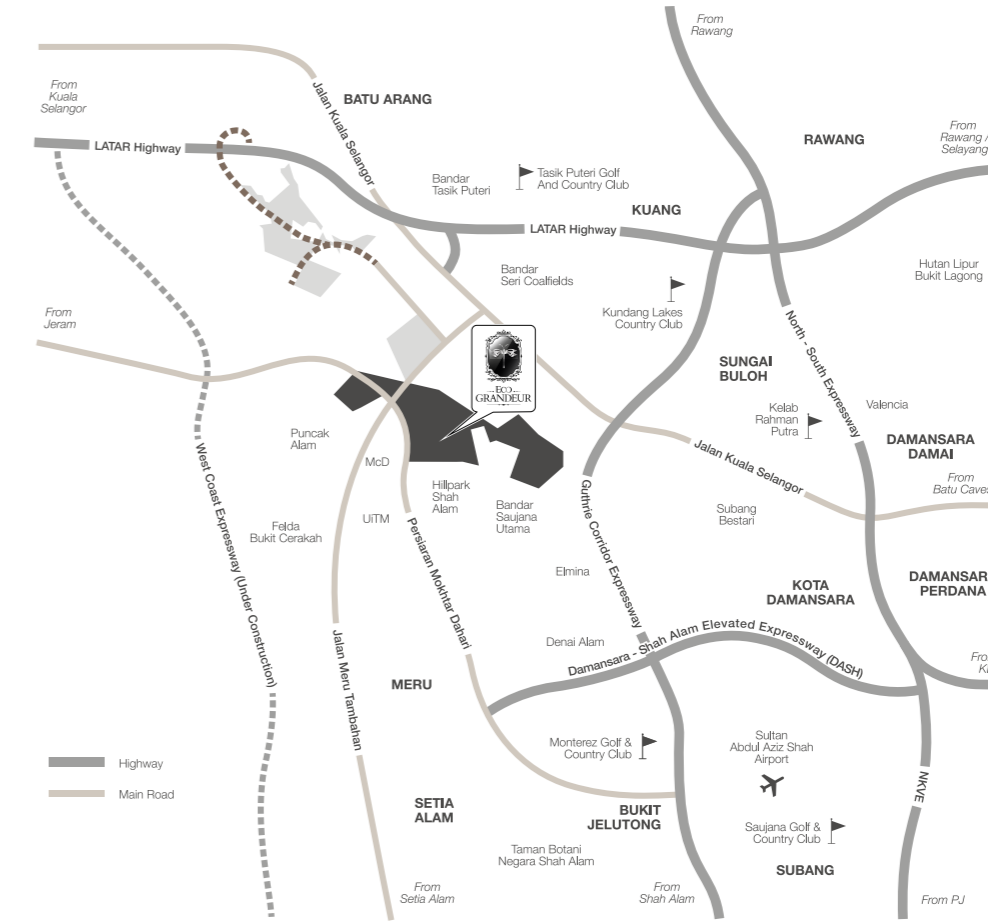 From
Rawang
From
Kuala
Selangor
BATU ARANG
Jalan Kuala Selangor
RAWANG
From
Rawang /
Selayang
LATAR Highway
Bandar
Tasik Puteri
Tasik Puteri Golf
And Country Club
KUANG
LATAR Highway
Bandar
Seri Coalfields
Hutan Lipur
Bukit Lagong
Kundang Lakes
Country Club
From
Jeram
North - South Expressway
ECO
GRANDEUR
SUNGAI
BULOH
Kelab
Rahman
Putra
Valencia
Puncak
Alam
McD
DAMANSARA
DAMAI
Jalan Kuala Selangor
From
Batu Caves
West Coast Expressway (Under Construction)
Hillpark
Shah
Alam
Bandar
Saujana
Utama
Guthrie Corridor Expressway
Subang
Bestari
Felda
Bukit Cerakah
UiTM
Persiaran Mokhtar Dahari
Elmina
KOTA
DAMANSARA
DAMANSAR
PERDANA
Denai Alam
Damansara - Shah Alam Elevated Expressway (DASH)
Jalan Meru Tambahan
MERU
Monterez Golf &
Country Club
Sultan
Abdul Aziz Shah
Airport
NKVE
Highway
Main Road
SETIA
ALAM
BUKIT
JELUTONG
Saujana Golf &
Country Club
Taman Botani
Negara Shah Alam
SUBANG
From
Setia Alam
From
Shah Alam
From PJ